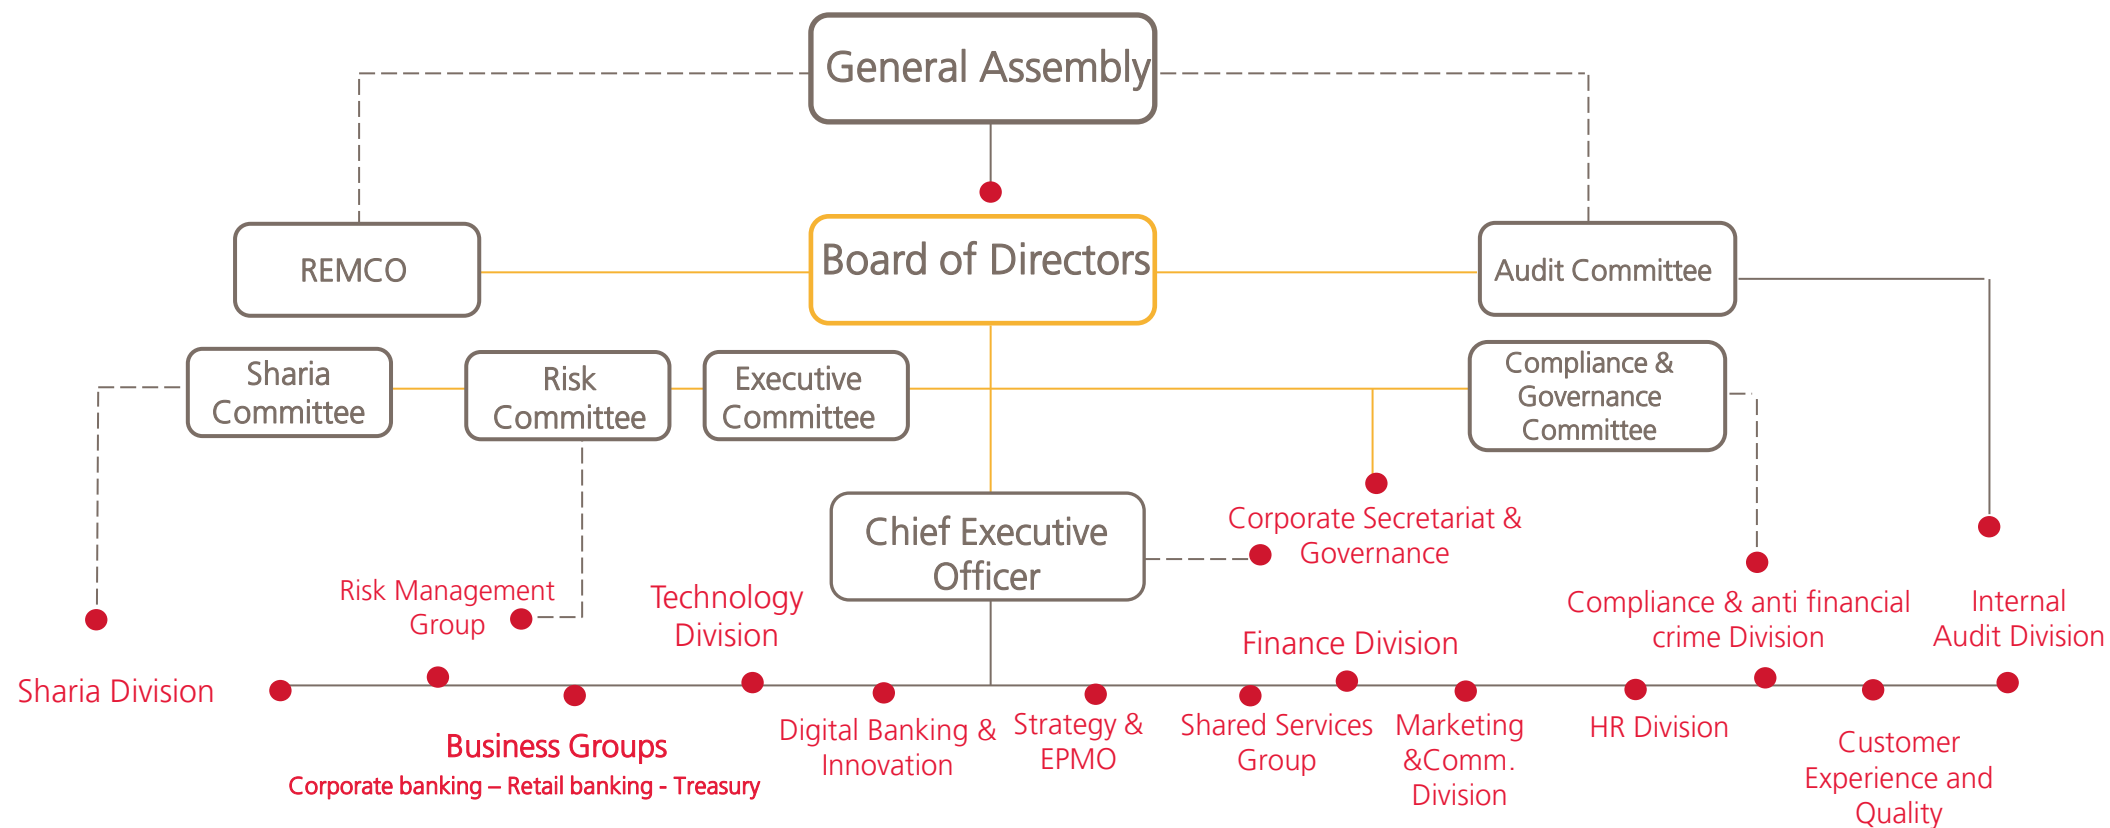 General Assembly
REMCO
Board of Directors
Audit Committee
Sharia
Committee
Risk
Committee
Executive
Committee
Compliance &
Governance
Committee
Chief Executive
Officer
Corporate Secretariat &
Governance
Risk Management
Group
Technology
Division
Finance Division
Compliance & anti financial
crime Division
Internal
Audit Division
Sharia Division
Business Groups
Corporate banking – Retail banking - Treasury
Digital Banking &
Innovation
Strategy &
EPMO
Shared Services
Group
Marketing
&Comm.
Division
HR Division
Customer
Experience and
Quality